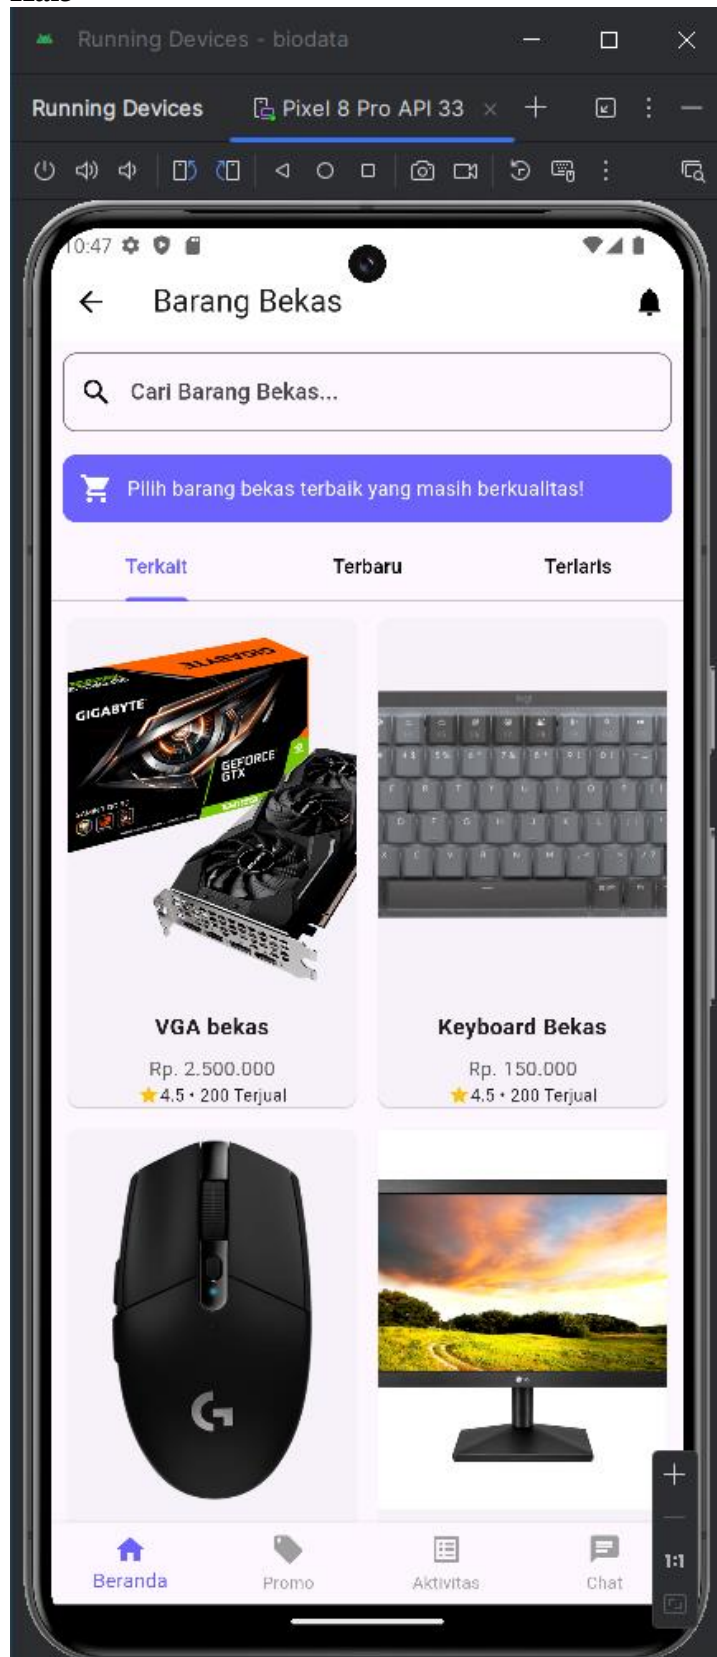 Running Devices - biodata
Running Devices Pixel 8 Pro API 33
10:47
Barang Bekas
Cari Barang Bekas...
Pilih barang bekas terbaik yang masih berkualitas!
Terkait Terbaru Terlaris
GIGABYTE
GIGABYTE
GEFORCE
GTX
VGA bekas Keyboard Bekas
Rp. 2.500.000 Rp. 150.000
4.5 • 200 Terjual 4.5 • 200 Terjual
G
Beranda Promo Aktivitas Chat
1:1